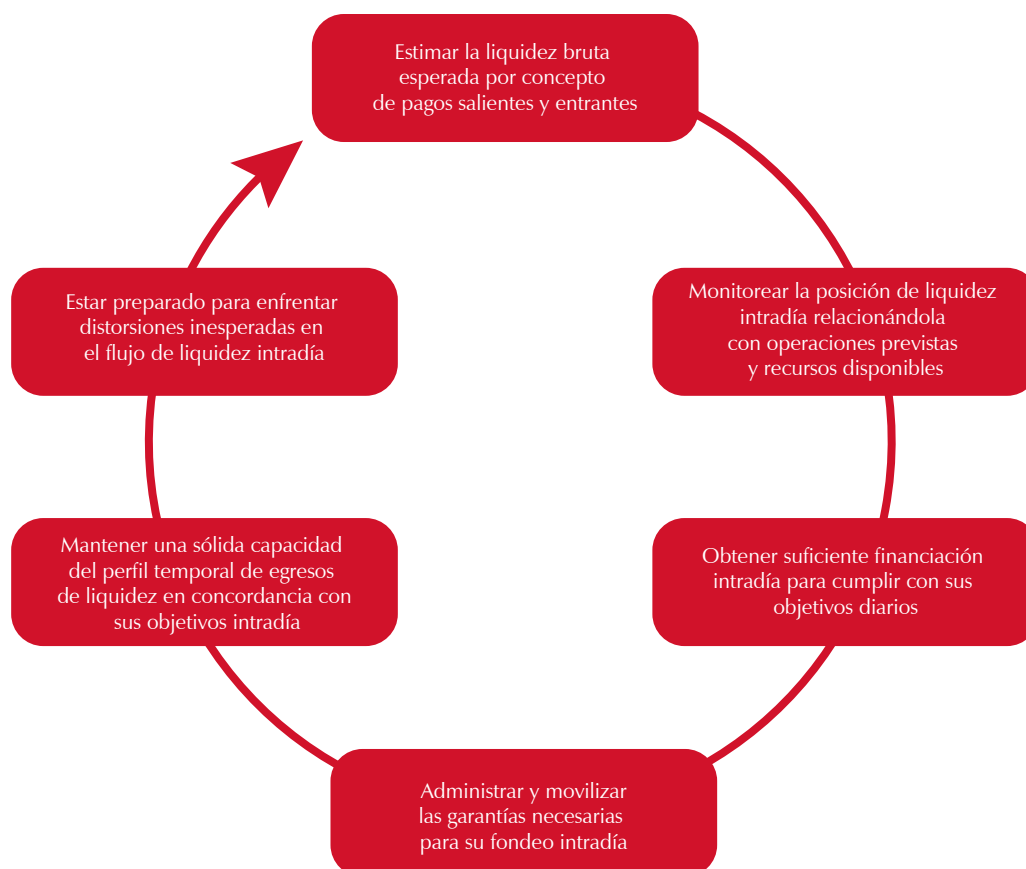 Estimar la liquidez bruta
esperada por concepto
de pagos salientes y entrantes
Monitorear la posición de liquidez
intradía relacionándola
con operaciones previstas
y recursos disponibles
Obtener suficiente financiación
intradía para cumplir con sus
objetivos diarios
Administrar y movilizar
las garantías necesarias
para su fondeo intradía
Mantener una sólida capacidad
del perfil temporal de egresos
de liquidez en concordancia con
sus objetivos intradía
Estar preparado para enfrentar
distorsiones inesperadas en
el flujo de liquidez intradía